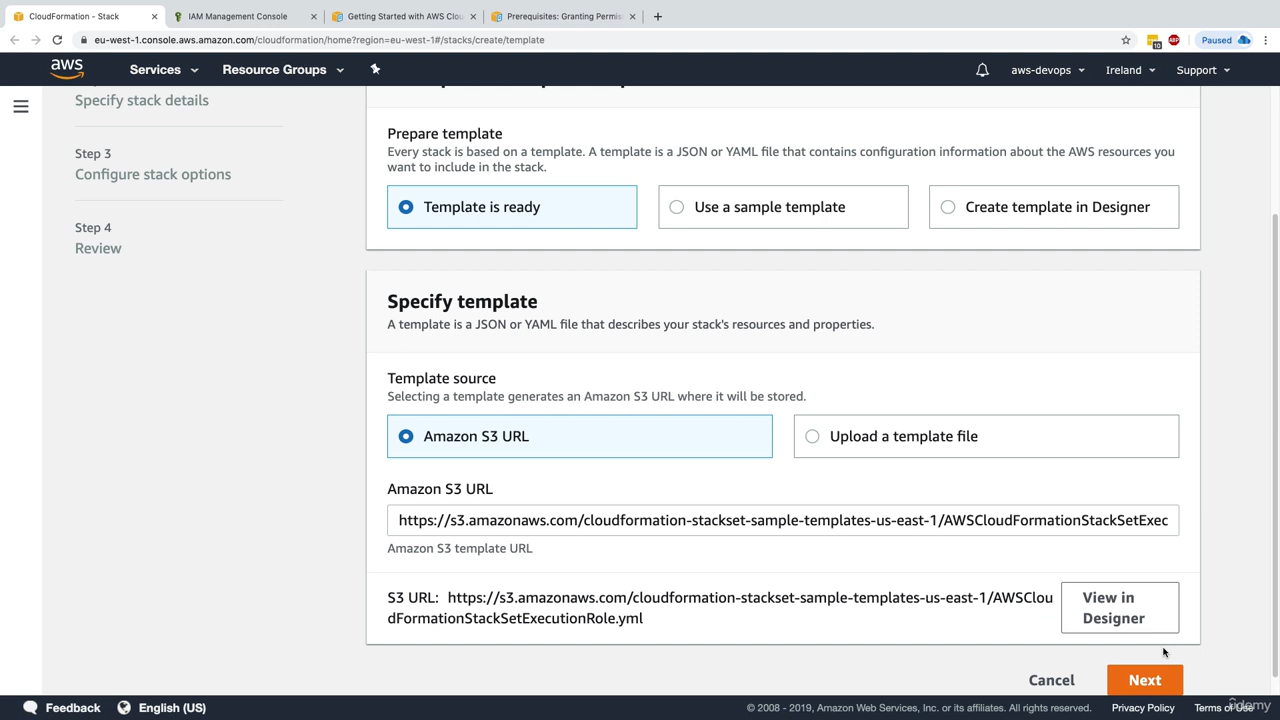 CloudFormation - Stack
IAM Management Console
Getting Started with AWS Clou
Prerequisites: Granting Permis
eu-west-1.console.aws.amazon.com/cloudformation/home?region=eu-west-1#/stacks/create/template
10
ABP
Paused
aws
Services
Resource Groups
aws-devops
Ireland
Support
Specify stack details
Step 3
Configure stack options
Step 4
Review
Prepare template
Every stack is based on a template. A template is a JSON or YAML file that contains configuration information about the AWS resources you
want to include in the stack.
Template is ready
Use a sample template
Create template in Designer
Specify template
A template is a JSON or YAML file that describes your stack's resources and properties.
Template source
Selecting a template generates an Amazon S3 URL where it will be stored.
Amazon S3 URL
Upload a template file
Amazon S3 URL
https://s3.amazonaws.com/cloudformation-stackset-sample-templates-us-east-1/AWSCloudFormationStackSetExec
Amazon S3 template URL
S3 URL: https://s3.amazonaws.com/cloudformation-stackset-sample-templates-us-east-1/AWSClou
dFormationStackSetExecutionRole.yml
View in
Designer
Cancel
Next
Feedback
English (US)
© 2008 - 2019, Amazon Web Services, Inc. or its affiliates. All rights reserved.
Privacy Policy
Terms of Use
Udemy